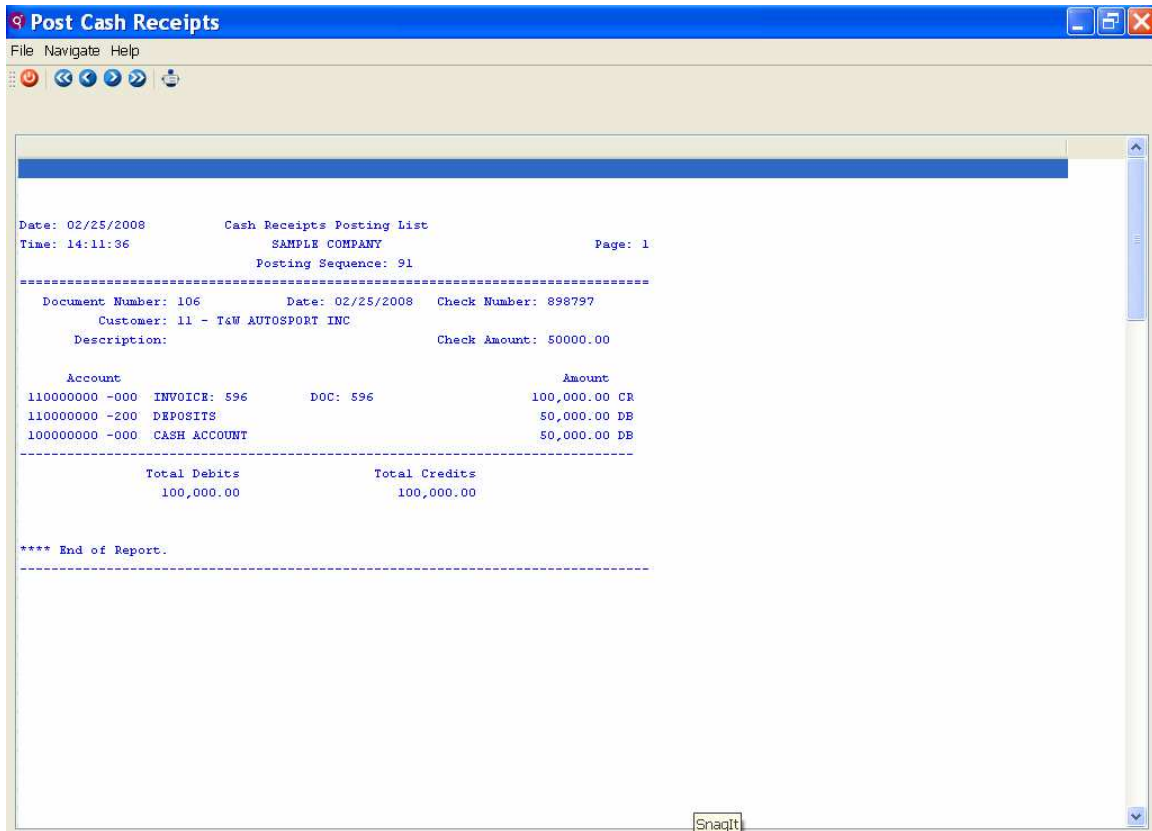 Post Cash Receipts
File Navigate Help
Date: 02/25/2008 Cash Receipts Posting List
Time: 14:11:36 SAMPLE COMPANY Page: 1
Posting Sequence: 91
Document Number: 106 Date: 02/25/2008 Check Number: 898797
Customer: 11 - T&W AUTOSPORT INC
Description: Check Amount: 50000.00
Account Amount
110000000 -000 INVOICE: 596 DOC: 596 100,000.00 CR
110000000 -200 DEPOSITS 50,000.00 DB
100000000 -000 CASH ACCOUNT 50,000.00 DB
Total Debits Total Credits
100,000.00 100,000.00
**** End of Report.
SnagIt